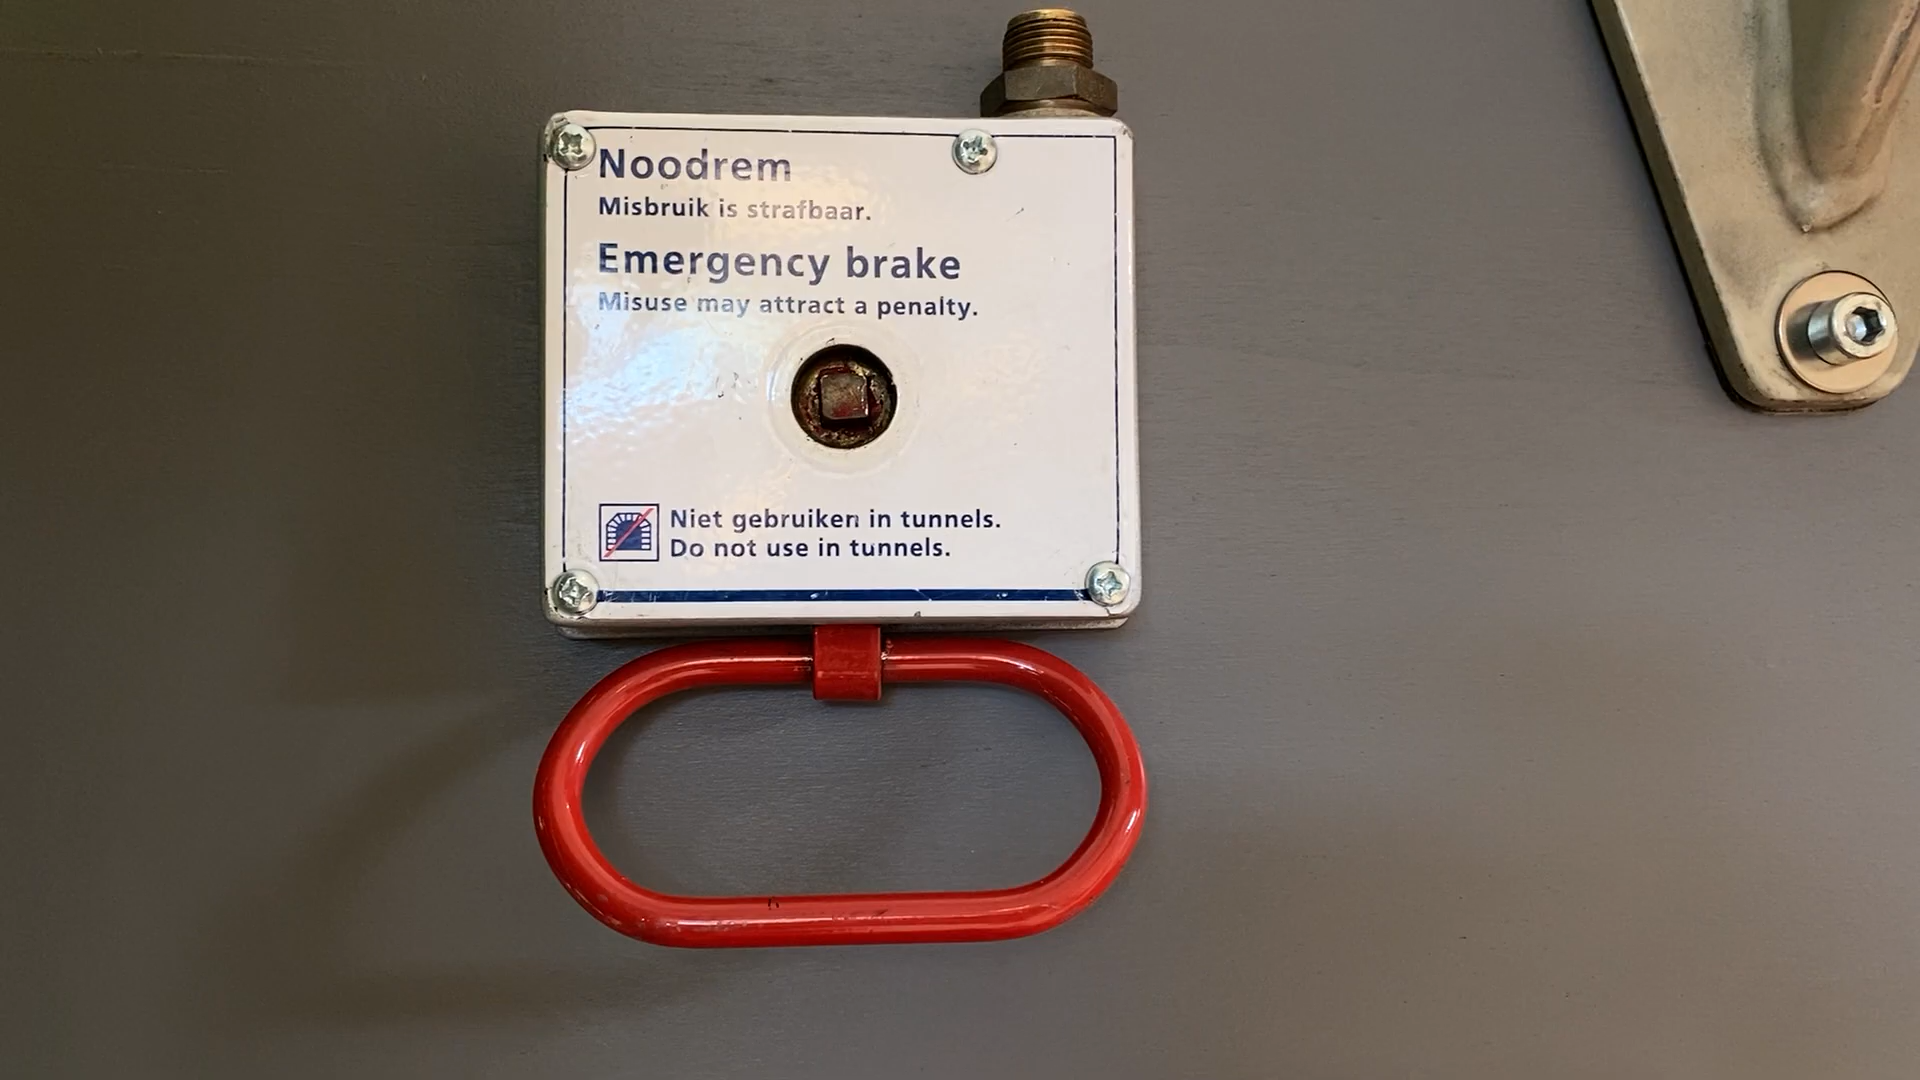 Noodrem
Misbruik is strafbaar.
Emergency brake
Misuse may attract a penalty.
Niet gebruiken in tunnels.
Do not use in tunnels.